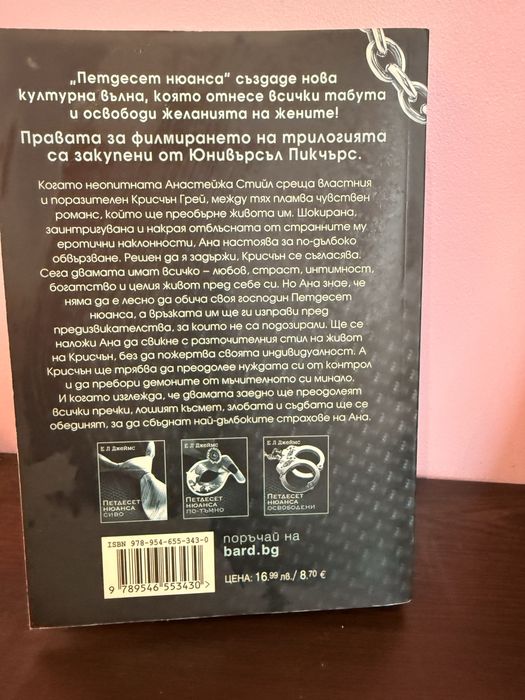 „Петдесет нюанса“ създаде нова
културна вълна, която отнесе всички табута
и освободи желанията на жените!
Правата за филмирането на трилогията
са закупени от Юнивърсъл Пикчърс.
Когато неопитната Анастейжа Стийл среща властния
и поразителен Крисчън Грей, между тях пламва чувствен
романс, който ще преобърне живота им. Шокирана,
заинтригувана и накрая отблъсната от странните му
еротични наклонности, Ана настоява за по-дълбоко
обвързване. Решен да я задържи, Крисчън се съгласява.
Сега двамата имат всичко – любов, страст, интимност,
богатство и целия живот пред себе си. Но Ана знае, че
няма да е лесно да обича своя господин Петдесет
нюанса, а връзката им ще ги изправи пред
предизвикателства, за които не са подозирали. Ще се
наложи Ана да свикне с разточителния стил на живот
на Крисчън, без да пожертва своята индивидуалност. А
Крисчън ще трябва да преодолее нуждата си от контрол
и да пребори демоните от мъчителното си минало.
И когато изглежда, че двамата заедно ще преодолеят
всички пречки, лошият късмет, злобата и съдбата ще се
обединят, за да сбъднат най-дълбоките страхове на Ана.
Е Л Джеймс
Петдесет
нюанса
сиво
Е Л Джеймс
Петдесет
нюанса
по-тъмно
Е Л Джеймс
Петдесет
нюанса
освободени
ISBN 978-954-655-343-0
9 789546 553430 >
поръчай на
bard.bg
ЦЕНА: 16,99 лв./ 8,70 €